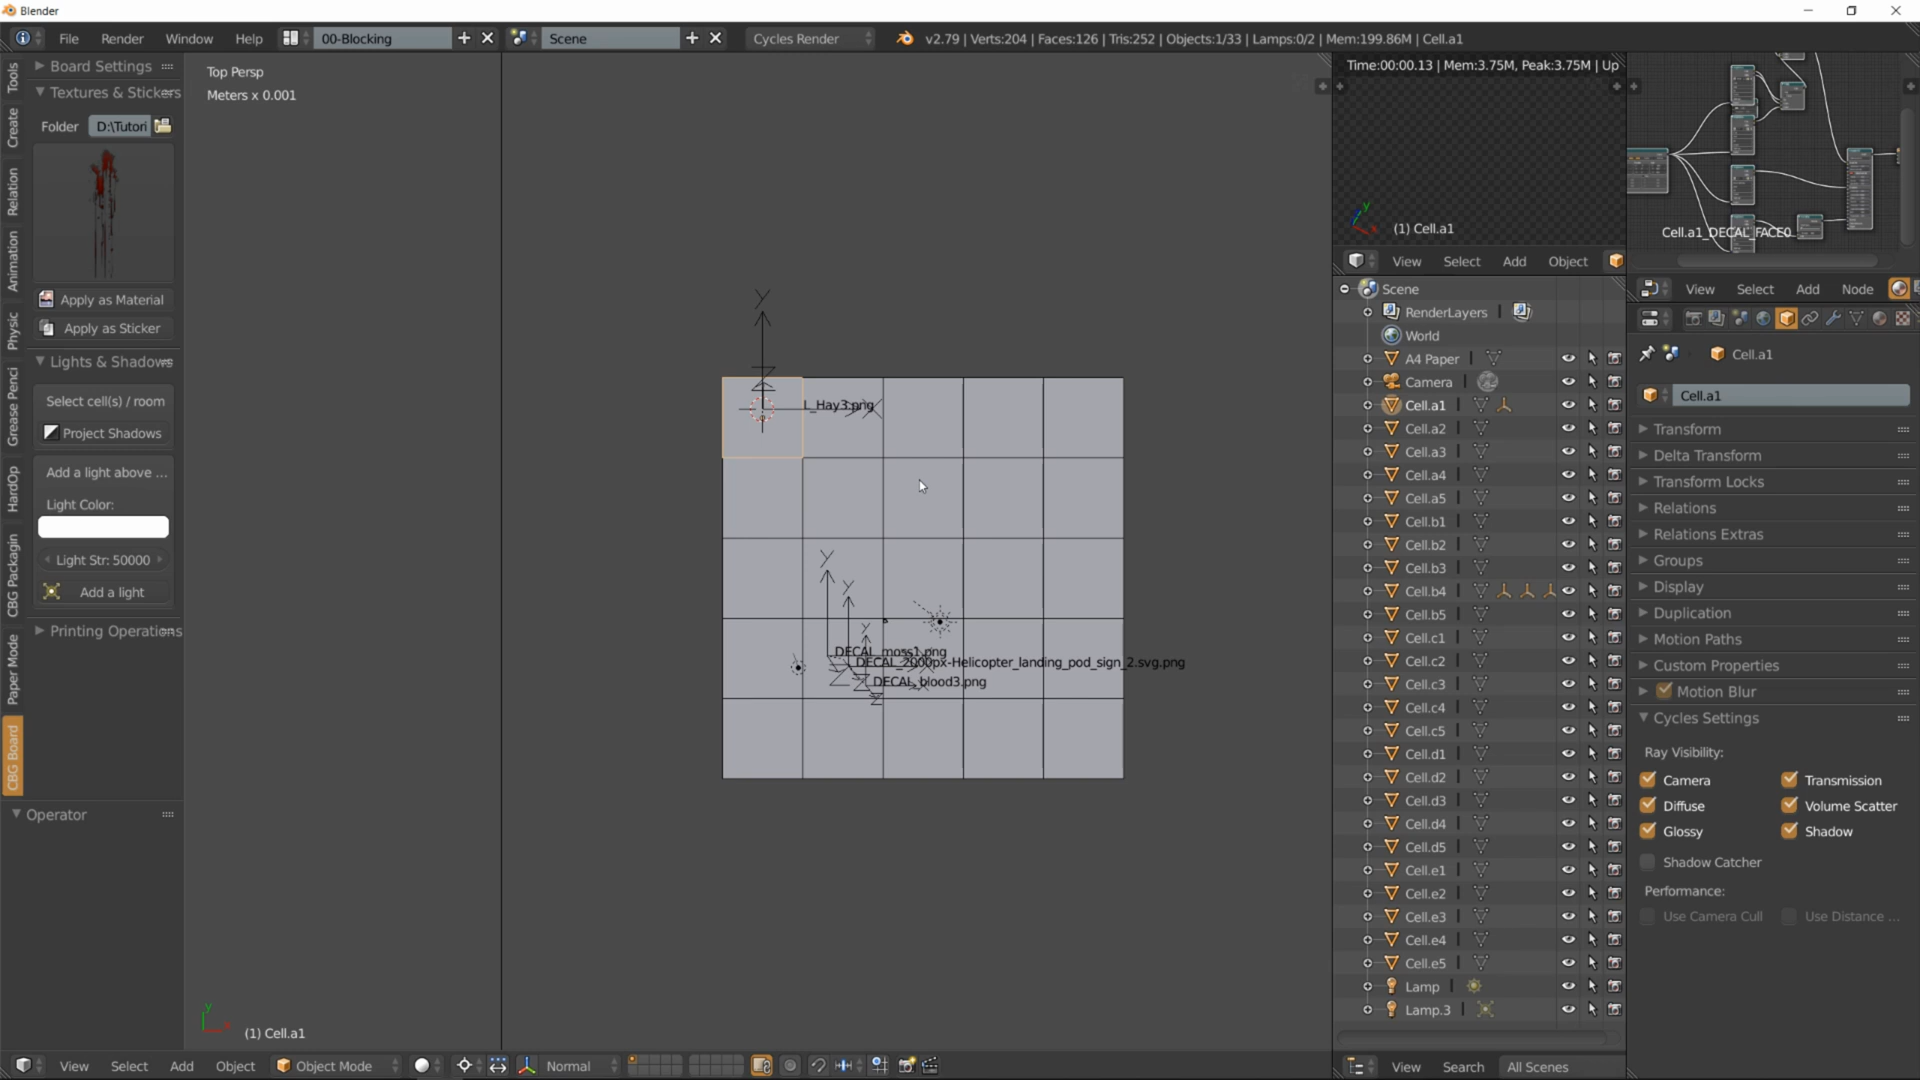 Blender
File Render Window Help 00-Blocking Scene Cycles Render v2.79 | Verts:204 | Faces:126 | Tris:252 | Objects:1/33 | Lamps:0/2 | Mem:199.86M | Cell.a1
Tools
Create
Relation
Animation
Physic
Grease Penci
HardOp
CBG Packagin
Paper Mode
CBG Board
Board Settings
Textures & Stickers
Folder D:\Tutori
Apply as Material
Apply as Sticker
Lights & Shadows
Select cell(s) / room
Project Shadows
Add a light above ...
Light Color:
Light Str: 50000
Add a light
Printing Operations
Operator
Top Persp
Meters x 0.001
Y
Z
L_Hay3.png
X
Y
Y
Y
DECAL_moss1.png
DECAL_2000px-Helicopter_landing_pod_sign_2.svg.png
DECAL_blood3.png
Z
y
(1) Cell.a1
View Select Add Object Object Mode Normal
Time:00:00.13 | Mem:3.75M, Peak:3.75M | Up
y
(1) Cell.a1
View Select Add Object
Scene
RenderLayers |
World
A4 Paper |
Camera |
Cell.a1 |
Cell.a2 |
Cell.a3 |
Cell.a4 |
Cell.a5 |
Cell.b1 |
Cell.b2 |
Cell.b3 |
Cell.b4 |
Cell.b5 |
Cell.c1 |
Cell.c2 |
Cell.c3 |
Cell.c4 |
Cell.c5 |
Cell.d1 |
Cell.d2 |
Cell.d3 |
Cell.d4 |
Cell.d5 |
Cell.e1 |
Cell.e2 |
Cell.e3 |
Cell.e4 |
Cell.e5 |
Lamp |
Lamp.3 |
View Search All Scenes
Cell.a1_DECAL_FACE0
View Select Add Node
Cell.a1
Cell.a1
Transform
Delta Transform
Transform Locks
Relations
Relations Extras
Groups
Display
Duplication
Motion Paths
Custom Properties
Motion Blur
Cycles Settings
Ray Visibility:
Camera Transmission
Diffuse Volume Scatter
Glossy Shadow
Shadow Catcher
Performance:
Use Camera Cull Use Distance ...